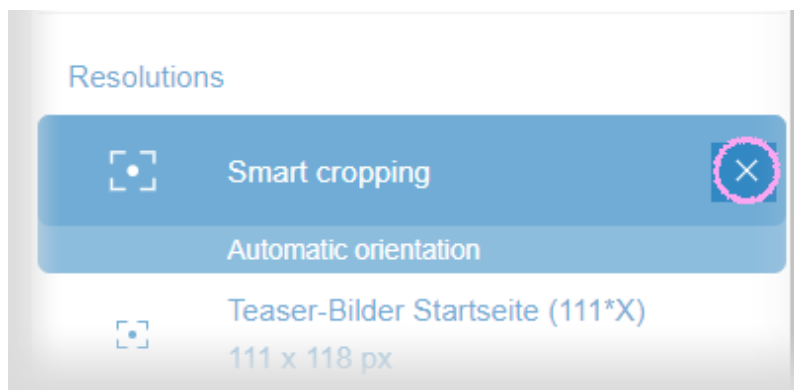 Resolutions
Smart cropping
Automatic orientation
Teaser-Bilder Startseite (111*X)
111 x 118 px